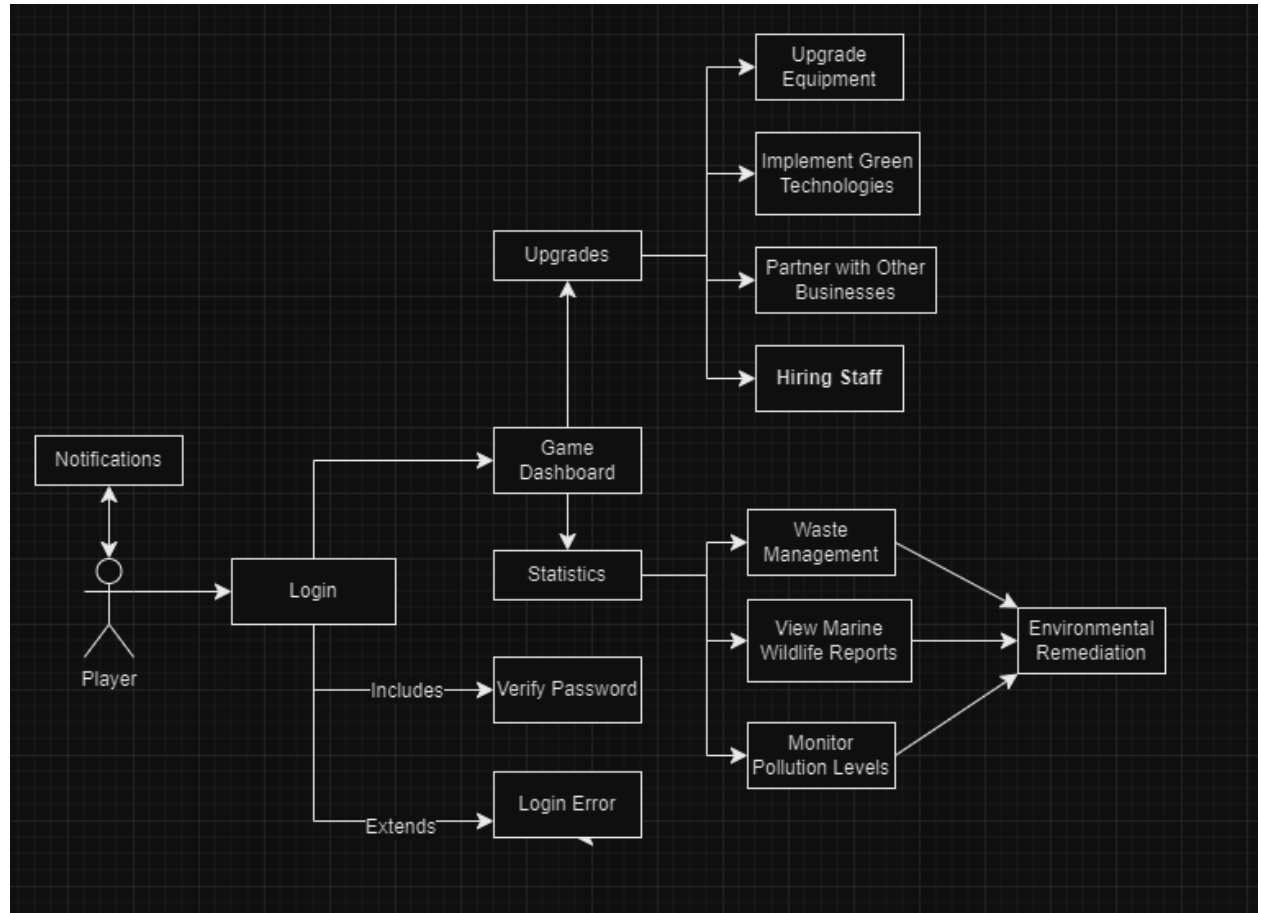 Upgrade
Equipment
Implement Green
Technologies
Upgrades
Partner with Other
Businesses
Hiring Staff
Notifications
Game
Dashboard
Waste
Management
Statistics
Login
View Marine
Wildlife Reports
Environmental
Remediation
Player
Includes
Verify Password
Monitor
Pollution Levels
Extends
Login Error